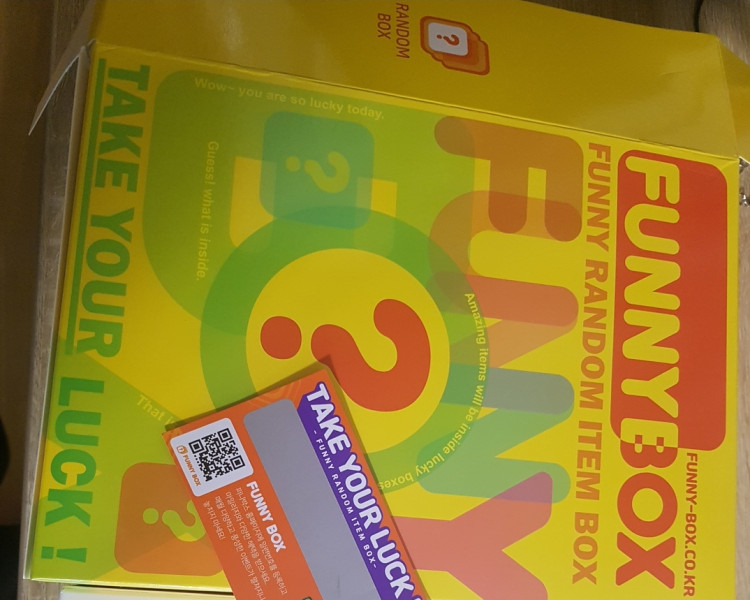 RANDOM
BOX
FUNNYBOX
FUNNY-BOX.CO.KR
FUNNY RANDOM ITEM BOX
FUNNY
Wow~ you are so lucky today.
Guess! what is inside.
Amazing items will be inside lucky boxes
That i
TAKE YOUR LUCK !
TAKE YOUR LUCK
- FUNNY RANDOM ITEM BOX -
FUNNY BOX
FUNNY BOX